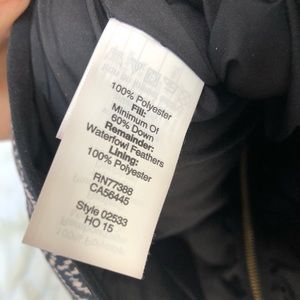 100% Polyester
Fill:
Minimum Of
60% Down
Remainder:
Waterfowl Feathers
Lining:
100% Polyester
RN77388
CA56445
Style 02533
HO 15